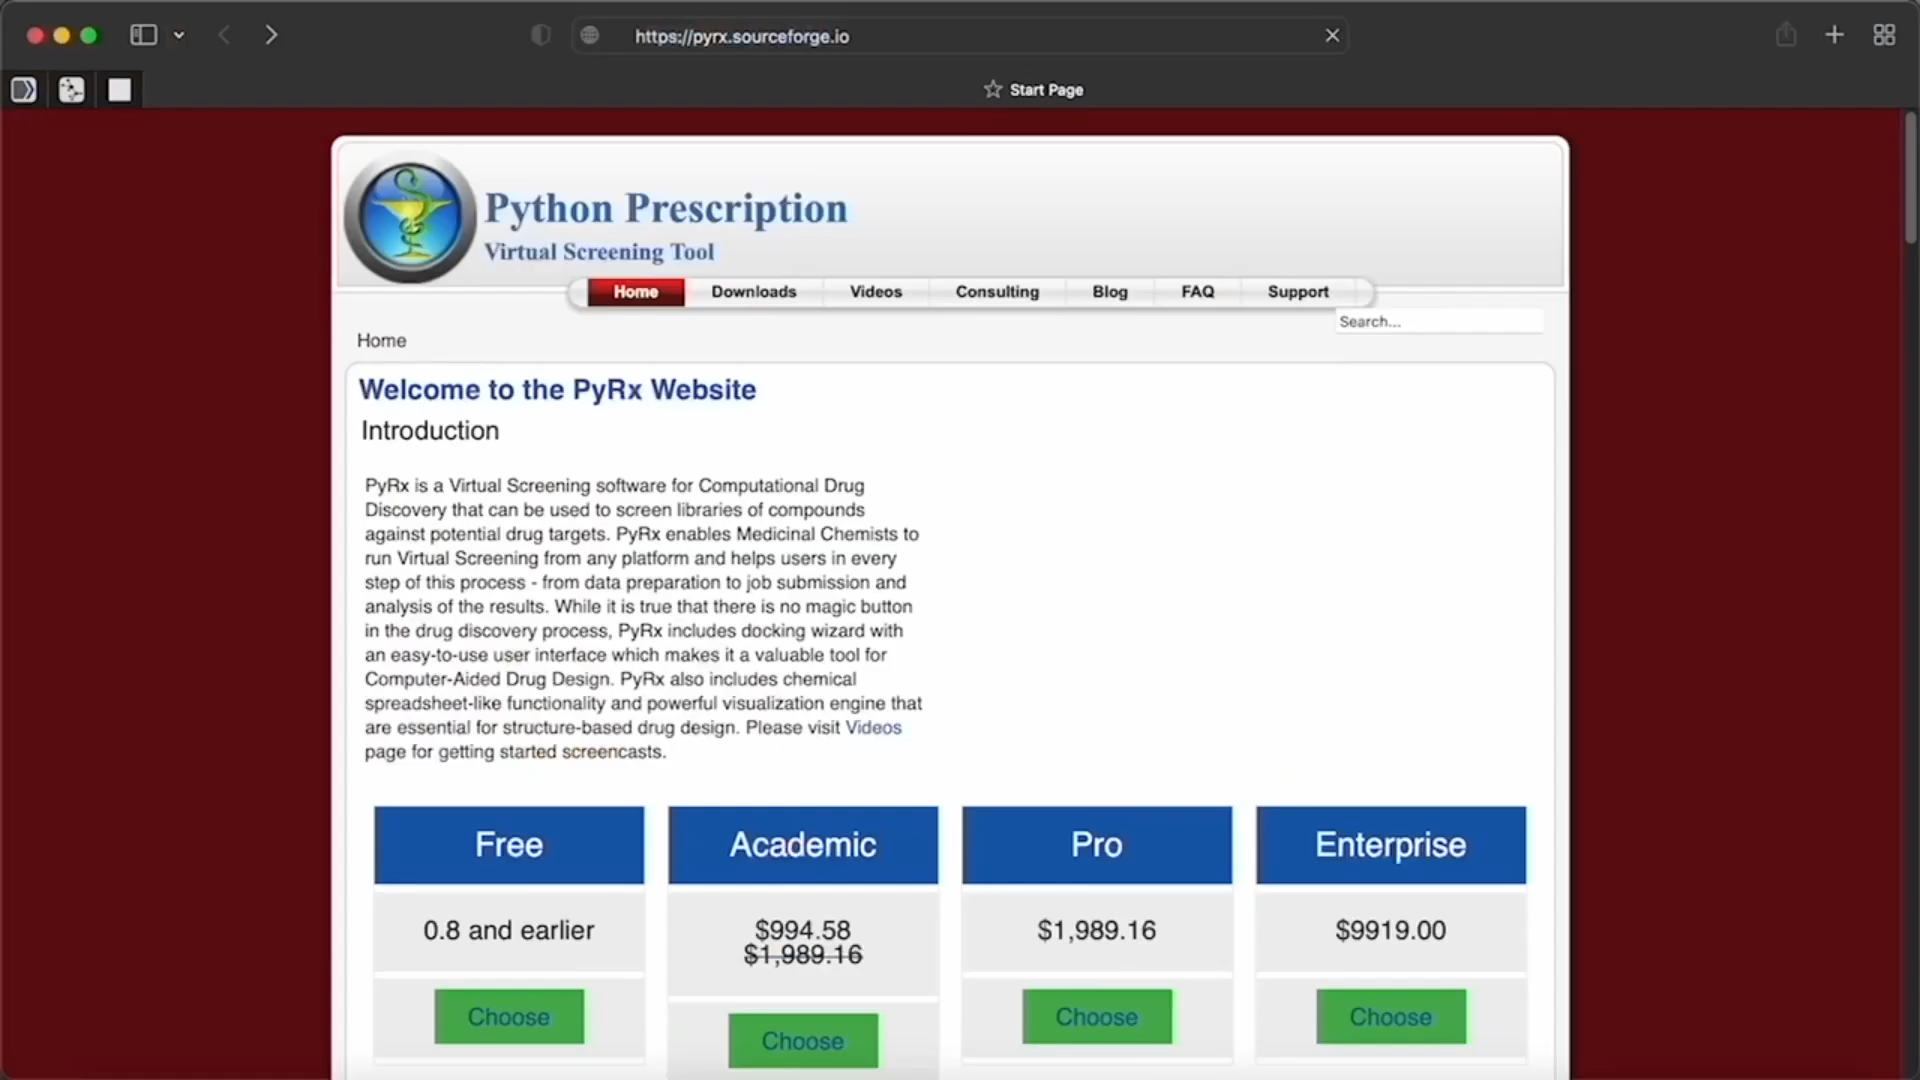 https://pyrx.sourceforge.io
Start Page
Python Prescription
Virtual Screening Tool
Home Downloads Videos Consulting Blog FAQ Support
Search...
Home
Welcome to the PyRx Website
Introduction
PyRx is a Virtual Screening software for Computational Drug
Discovery that can be used to screen libraries of compounds
against potential drug targets. PyRx enables Medicinal Chemists to
run Virtual Screening from any platform and helps users in every
step of this process - from data preparation to job submission and
analysis of the results. While it is true that there is no magic button
in the drug discovery process, PyRx includes docking wizard with
an easy-to-use user interface which makes it a valuable tool for
Computer-Aided Drug Design. PyRx also includes chemical
spreadsheet-like functionality and powerful visualization engine that
are essential for structure-based drug design. Please visit Videos
page for getting started screencasts.
Free Academic Pro Enterprise
0.8 and earlier $994.58 $1,989.16 $9919.00
$1,989.16
Choose Choose Choose Choose